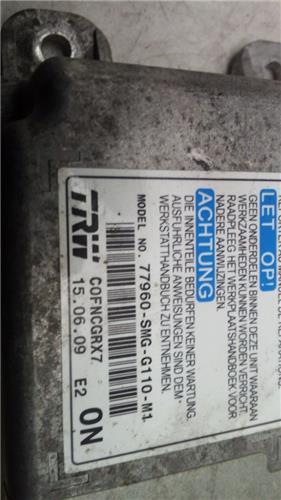 LET OP!
GEEN ONDERDELEN BINNEN DEZE UNIT WAARAAN
WERKZAAMHEDEN KUNNEN WORDEN VERRICHT.
RAADPLEEG HET WERKPLAATSHANDBOEK VOOR
NADERE AANWIJZINGEN.
ACHTUNG
DIE INNENTEILE BEDÜRFEN KEINER WARTUNG.
AUSFÜHRLICHE ANWEISUNGEN SIND DEM
WERKSTATTHANDBUCH ZU ENTNEHMEN.
MODEL NO. 77960-SMG-G110-M1
TRW
CQFNCGRX7
15.06.09 E2 ON